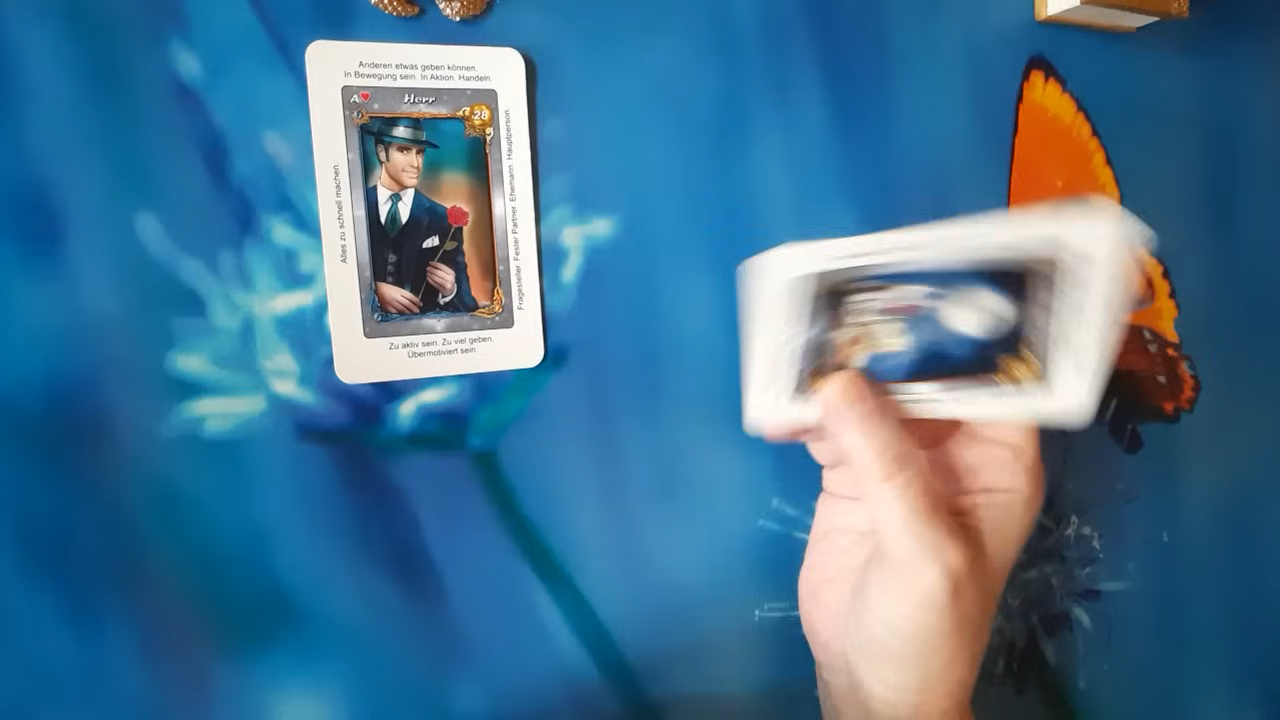 Anderen etwas geben können.
In Bewegung sein. In Aktion. Handeln.
A Herr
28
Alles zu schnell machen.
Fragesteller. Fester Partner. Ehemann. Hauptperson.
Zu aktiv sein. Zu viel geben.
Übermotiviert sein.